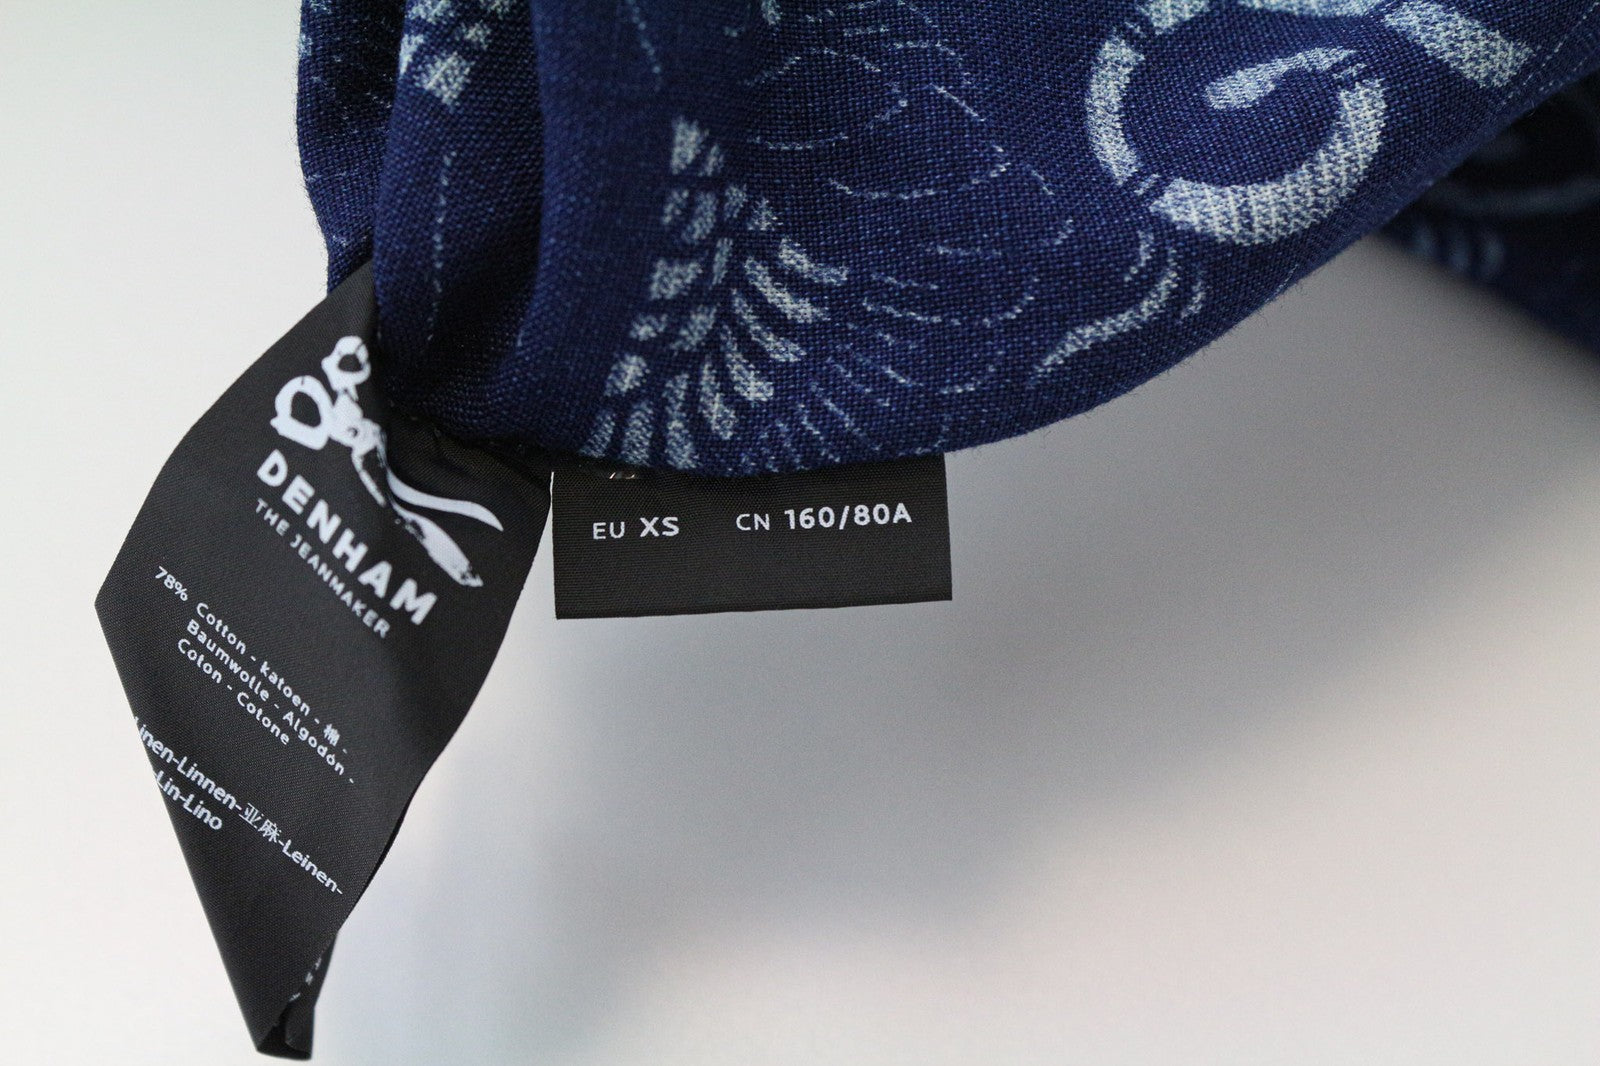 DENHAM
THE JEANMAKER
78% Cotton - katoen - 棉 -
Baumwolle - Algodón -
Coton - Cotone
Linen-Linnen-亚麻-Leinen-
-Lin-Lino
EU XS CN 160/80A